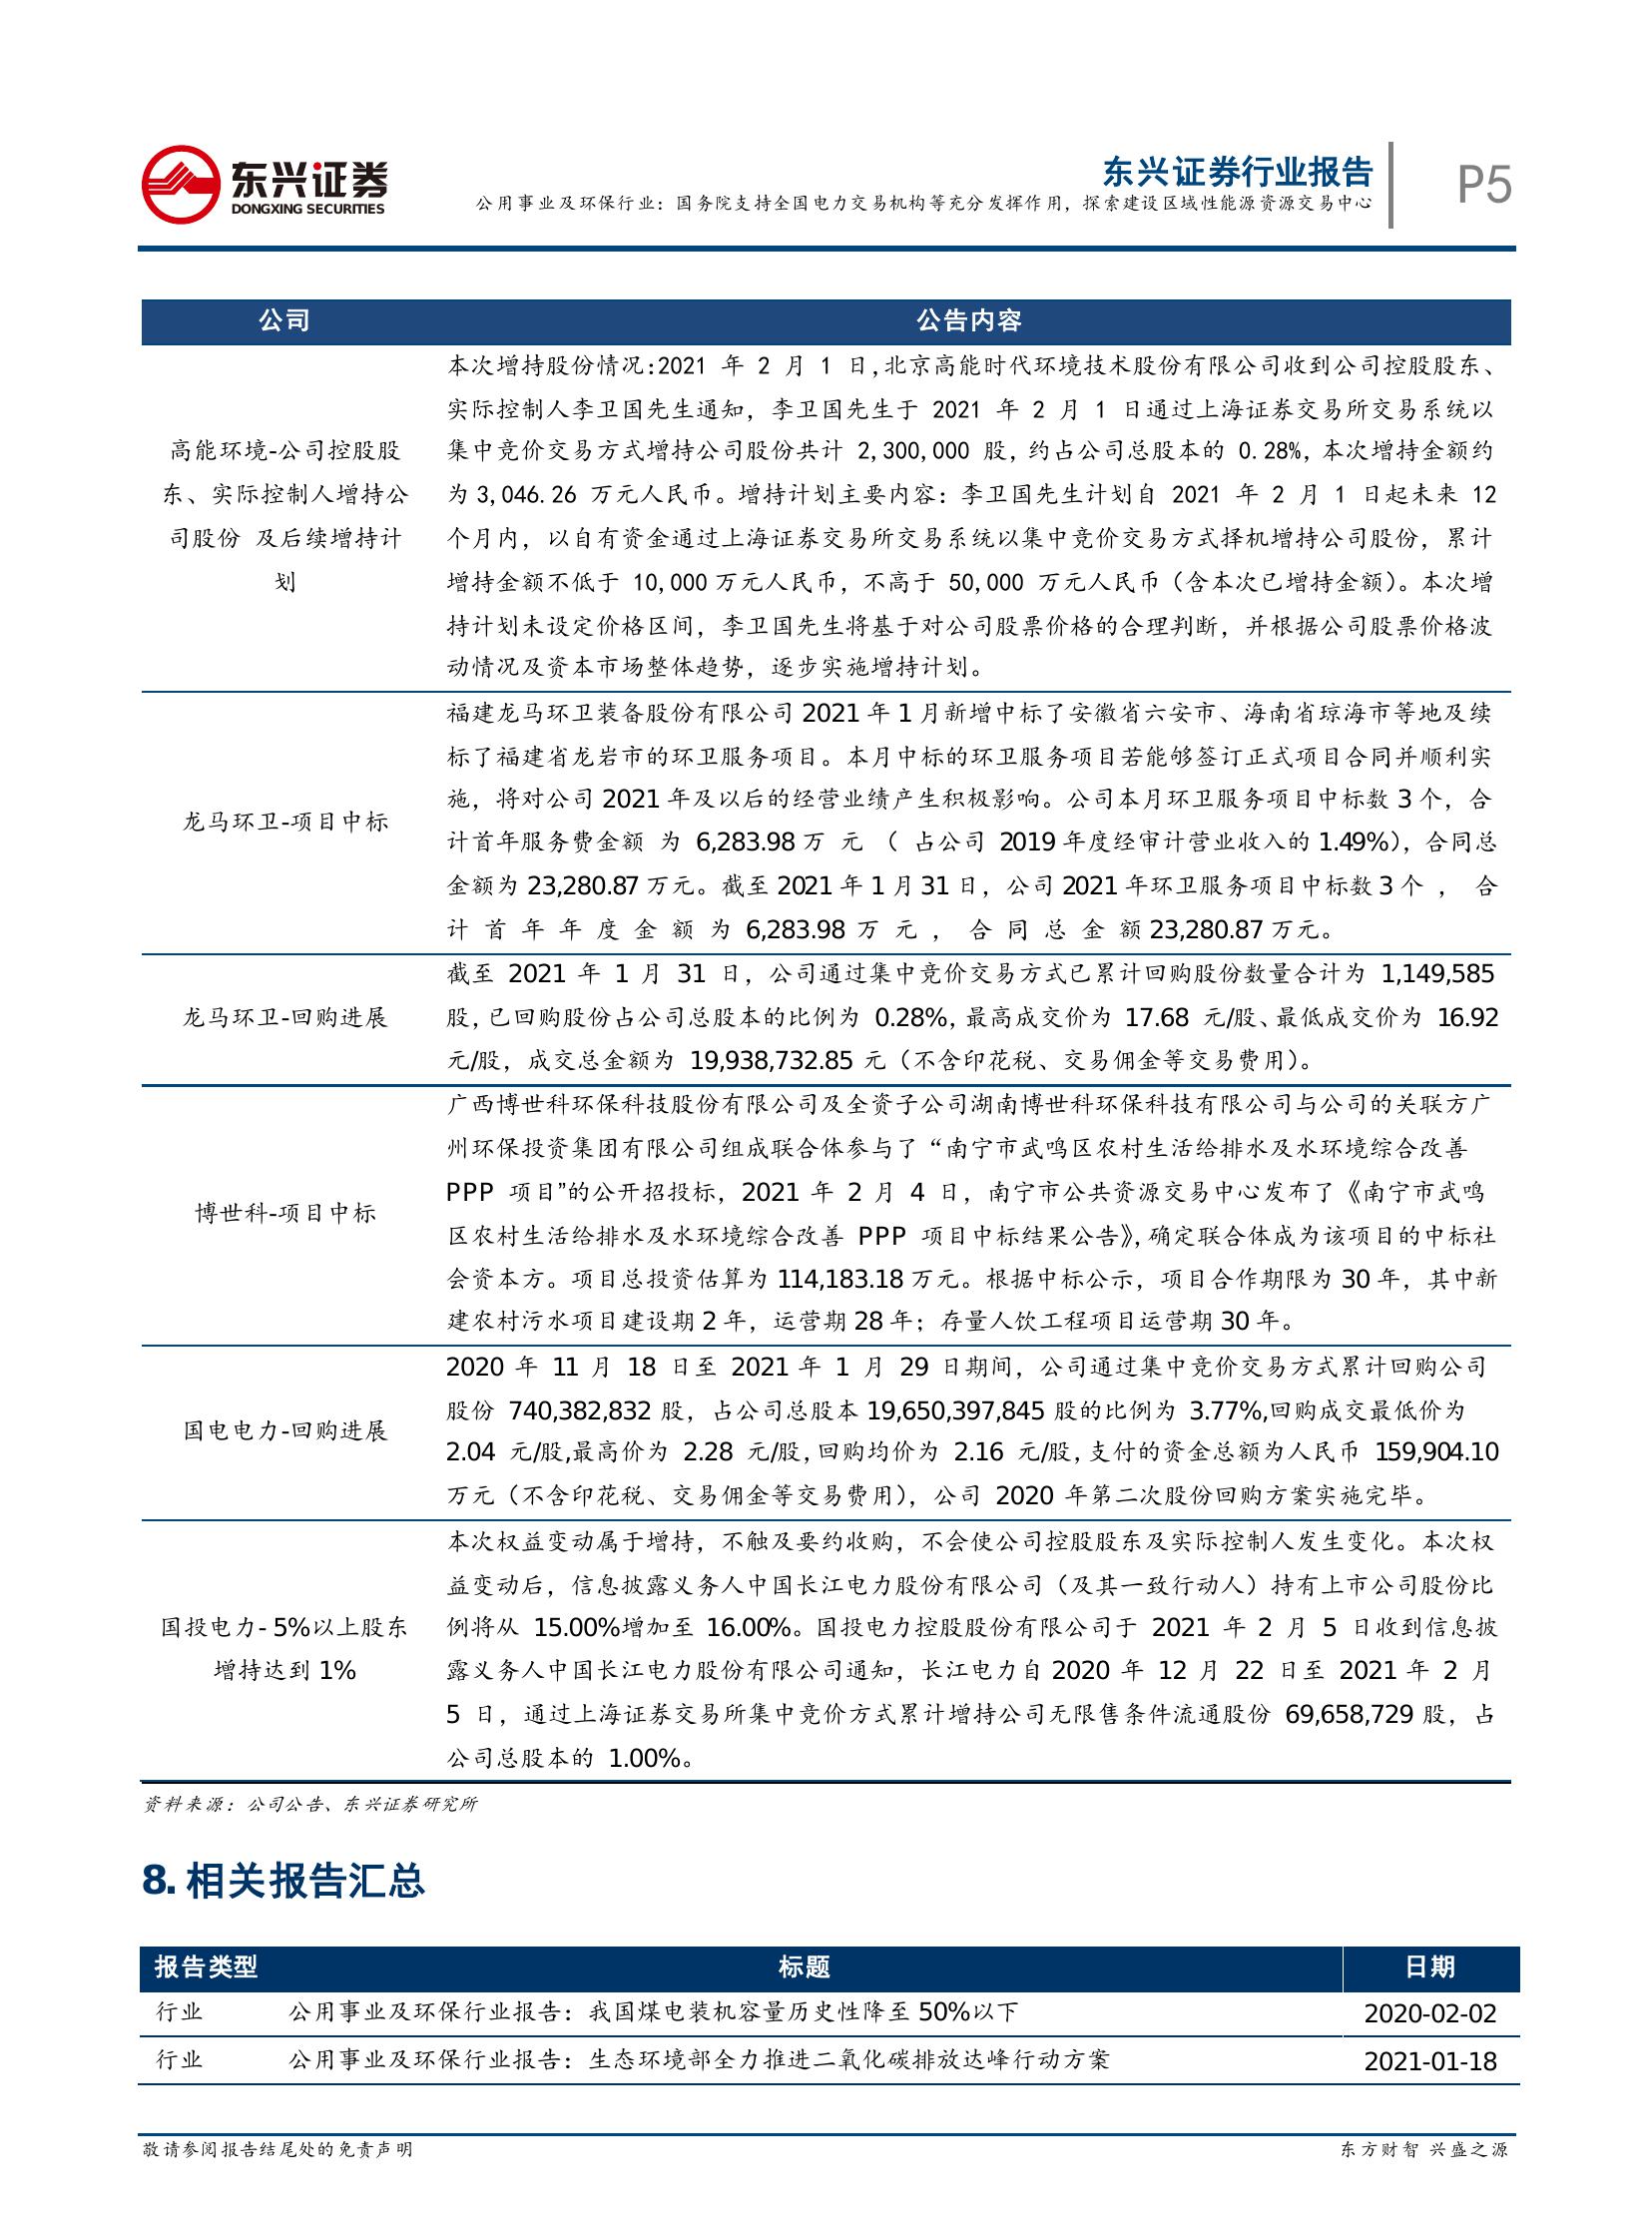 东兴证券
DONGXING SECURITIES
东兴证券行业报告
公用事业及环保行业：国务院支持全国电力交易机构等充分发挥作用，探索建设区域性能源资源交易中心
P5
公司
公告内容
高能环境-公司控股股
东、实际控制人增持公
司股份 及后续增持计
划
本次增持股份情况:2021 年 2 月 1 日,北京高能时代环境技术股份有限公司收到公司控股股东、
实际控制人李卫国先生通知，李卫国先生于 2021 年 2 月 1 日通过上海证券交易所交易系统以
集中竞价交易方式增持公司股份共计 2,300,000 股, 约占公司总股本的 0.28%, 本次增持金额约
为 3,046.26 万元人民币。增持计划主要内容：李卫国先生计划自 2021 年 2 月 1 日起未来 12
个月内，以自有资金通过上海证券交易所交易系统以集中竞价交易方式择机增持公司股份，累计
增持金额不低于 10,000 万元人民币，不高于 50,000 万元人民币（含本次已增持金额）。本次增
持计划未设定价格区间，李卫国先生将基于对公司股票价格的合理判断，并根据公司股票价格波
动情况及资本市场整体趋势，逐步实施增持计划。
龙马环卫-项目中标
福建龙马环卫装备股份有限公司 2021 年 1 月新增中标了安徽省六安市、海南省琼海市等地及续
标了福建省龙岩市的环卫服务项目。本月中标的环卫服务项目若能够签订正式项目合同并顺利实
施，将对公司 2021 年及以后的经营业绩产生积极影响。公司本月环卫服务项目中标数 3 个，合
计首年服务费金额 为 6,283.98 万 元 （ 占公司 2019 年度经审计营业收入的 1.49%），合同总
金额为 23,280.87 万元。截至 2021 年 1 月 31 日，公司 2021 年环卫服务项目中标数 3 个 ， 合
计 首 年 年 度 金 额 为 6,283.98 万 元 ， 合 同 总 金 额 23,280.87 万元。
龙马环卫-回购进展
截至 2021 年 1 月 31 日，公司通过集中竞价交易方式已累计回购股份数量合计为 1,149,585
股, 已回购股份占公司总股本的比例为 0.28%, 最高成交价为 17.68 元/股、最低成交价为 16.92
元/股，成交总金额为 19,938,732.85 元（不含印花税、交易佣金等交易费用）。
博世科-项目中标
广西博世科环保科技股份有限公司及全资子公司湖南博世科环保科技有限公司与公司的关联方广
州环保投资集团有限公司组成联合体参与了“南宁市武鸣区农村生活给排水及水环境综合改善
PPP 项目”的公开招投标，2021 年 2 月 4 日，南宁市公共资源交易中心发布了《南宁市武鸣
区农村生活给排水及水环境综合改善 PPP 项目中标结果公告》, 确定联合体成为该项目的中标社
会资本方。项目总投资估算为 114,183.18 万元。根据中标公示，项目合作期限为 30 年，其中新
建农村污水项目建设期 2 年，运营期 28 年；存量人饮工程项目运营期 30 年。
国电电力-回购进展
2020 年 11 月 18 日至 2021 年 1 月 29 日期间，公司通过集中竞价交易方式累计回购公司
股份 740,382,832 股，占公司总股本 19,650,397,845 股的比例为 3.77%,回购成交最低价为
2.04 元/股,最高价为 2.28 元/股, 回购均价为 2.16 元/股, 支付的资金总额为人民币 159,904.10
万元（不含印花税、交易佣金等交易费用），公司 2020 年第二次股份回购方案实施完毕。
国投电力- 5%以上股东
增持达到 1%
本次权益变动属于增持，不触及要约收购，不会使公司控股股东及实际控制人发生变化。本次权
益变动后，信息披露义务人中国长江电力股份有限公司（及其一致行动人）持有上市公司股份比
例将从 15.00%增加至 16.00%。国投电力控股股份有限公司于 2021 年 2 月 5 日收到信息披
露义务人中国长江电力股份有限公司通知，长江电力自 2020 年 12 月 22 日至 2021 年 2 月
5 日，通过上海证券交易所集中竞价方式累计增持公司无限售条件流通股份 69,658,729 股，占
公司总股本的 1.00%。
资料来源：公司公告、东兴证券研究所
8. 相关报告汇总
报告类型 标题 日期
行业 公用事业及环保行业报告：我国煤电装机容量历史性降至 50%以下 2020-02-02
行业 公用事业及环保行业报告：生态环境部全力推进二氧化碳排放达峰行动方案 2021-01-18
敬请参阅报告结尾处的免责声明
东方财智 兴盛之源